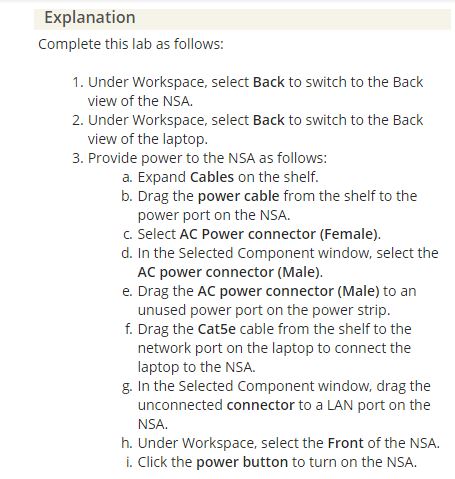 Explanation
Complete this lab as follows:
1. Under Workspace, select Back to switch to the Back
view of the NSA.
2. Under Workspace, select Back to switch to the Back
view of the laptop.
3. Provide power to the NSA as follows:
a. Expand Cables on the shelf.
b. Drag the power cable from the shelf to the
power port on the NSA.
c. Select AC Power connector (Female).
d. In the Selected Component window, select the
AC power connector (Male).
e. Drag the AC power connector (Male) to an
unused power port on the power strip.
f. Drag the Cat5e cable from the shelf to the
network port on the laptop to connect the
laptop to the NSA.
g. In the Selected Component window, drag the
unconnected connector to a LAN port on the
NSA.
h. Under Workspace, select the Front of the NSA.
i. Click the power button to turn on the NSA.